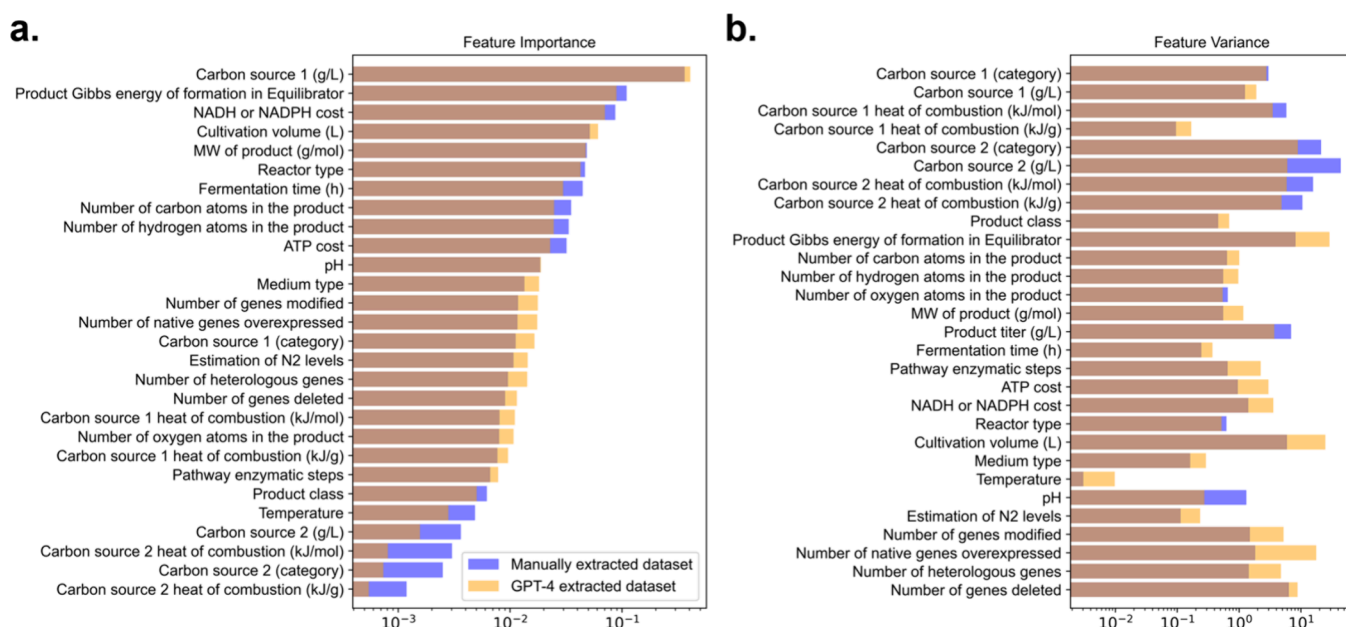 a.
Feature Importance
Carbon source 1 (g/L)
Product Gibbs energy of formation in Equilibrator
NADH or NADPH cost
Cultivation volume (L)
MW of product (g/mol)
Reactor type
Fermentation time (h)
Number of carbon atoms in the product
Number of hydrogen atoms in the product
ATP cost
pH
Medium type
Number of genes modified
Number of native genes overexpressed
Carbon source 1 (category)
Estimation of N2 levels
Number of heterologous genes
Number of genes deleted
Carbon source 1 heat of combustion (kJ/mol)
Number of oxygen atoms in the product
Carbon source 1 heat of combustion (kJ/g)
Pathway enzymatic steps
Product class
Temperature
Carbon source 2 (g/L)
Carbon source 2 heat of combustion (kJ/mol)
Carbon source 2 (category)
Carbon source 2 heat of combustion (kJ/g)
Manually extracted dataset
GPT-4 extracted dataset
10⁻³ 10⁻² 10⁻¹
b.
Feature Variance
Carbon source 1 (category)
Carbon source 1 (g/L)
Carbon source 1 heat of combustion (kJ/mol)
Carbon source 1 heat of combustion (kJ/g)
Carbon source 2 (category)
Carbon source 2 (g/L)
Carbon source 2 heat of combustion (kJ/mol)
Carbon source 2 heat of combustion (kJ/g)
Product class
Product Gibbs energy of formation in Equilibrator
Number of carbon atoms in the product
Number of hydrogen atoms in the product
Number of oxygen atoms in the product
MW of product (g/mol)
Product titer (g/L)
Fermentation time (h)
Pathway enzymatic steps
ATP cost
NADH or NADPH cost
Reactor type
Cultivation volume (L)
Medium type
Temperature
pH
Estimation of N2 levels
Number of genes modified
Number of native genes overexpressed
Number of heterologous genes
Number of genes deleted
10⁻² 10⁻¹ 10⁰ 10¹